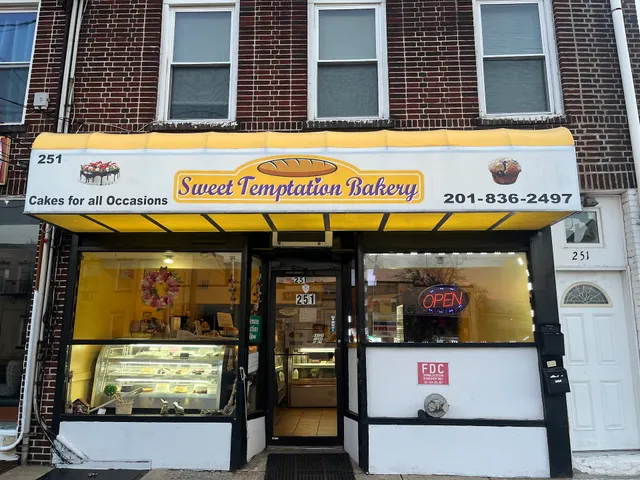 251
Cakes for all Occasions
Sweet Temptation Bakery
201-836-2497
251
251
OPEN
FDC
251